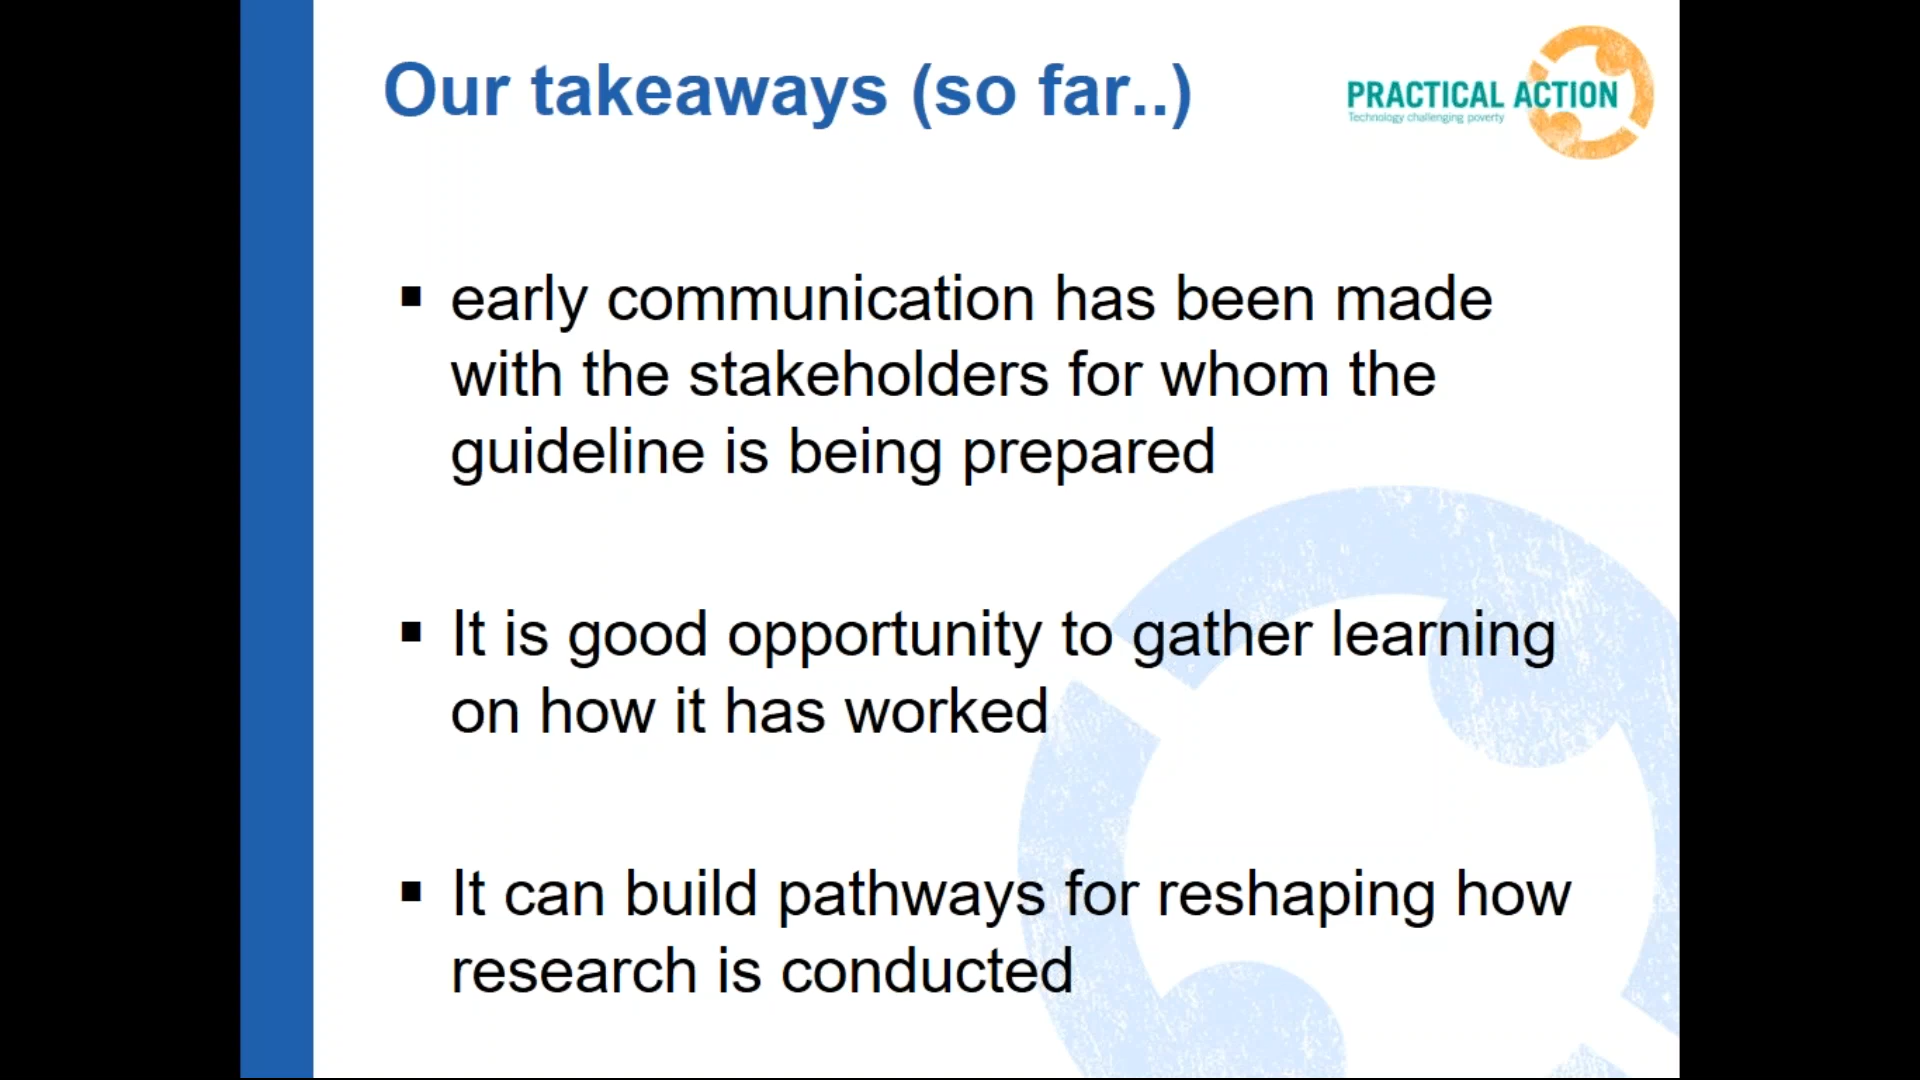 Our takeaways (so far..)
PRACTICAL ACTION
Technology challenging poverty
▪ early communication has been made
with the stakeholders for whom the
guideline is being prepared
▪ It is good opportunity to gather learning
on how it has worked
▪ It can build pathways for reshaping how
research is conducted